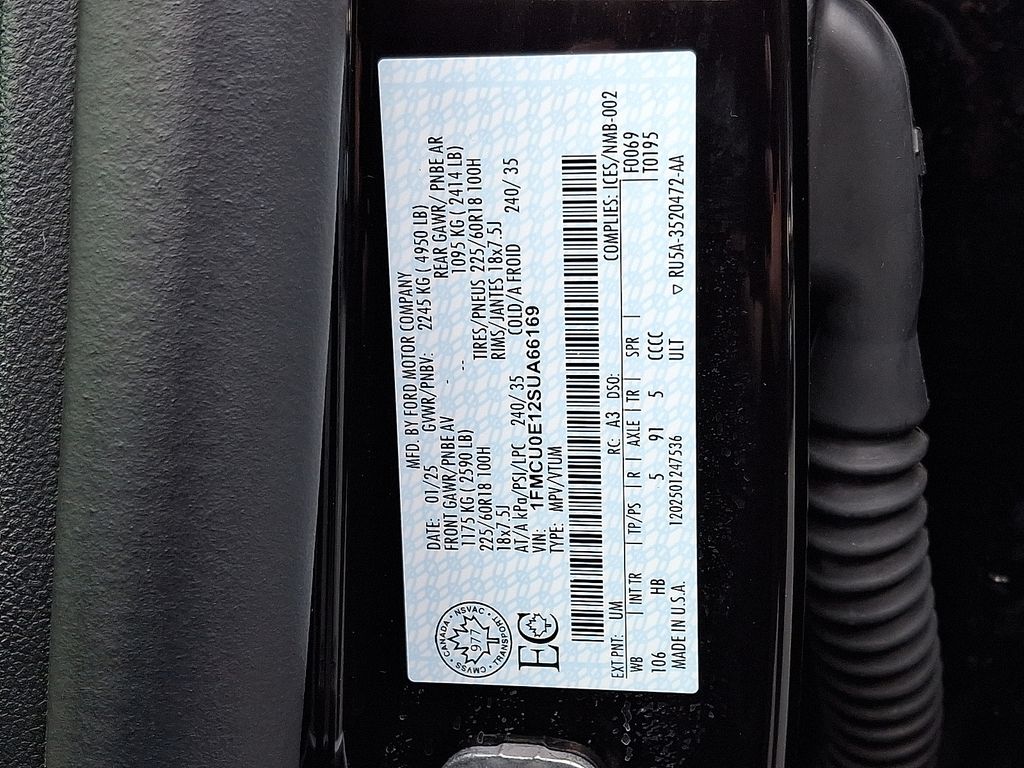 MFD. BY FORD MOTOR COMPANY
DATE: 01/25 GVWR/PNBV: 2245 KG ( 4950 LB)
FRONT GAWR/PNBE AV - REAR GAWR/ PNBE AR
1175 KG ( 2590 LB) -- 1095 KG ( 2414 LB)
225/60R18 100H TIRES/PNEUS 225/60R18 100H
18x7.5J RIMS/JANTES 18x7.5J
AT/A kPa/PSI/LPC 240/ 35 COLD/A FROID 240/ 35
VIN: 1FMCU0E12SUA66169
TYPE: MPV/VTUM
CMVSS • CANADA • NSVAC • TRANSPORT
977
EC
COMPLIES: ICES/NMB-002
EXT PNT: UM RC: A3 DSO: F0069
WB | INT TR | TP/PS | R | AXLE | TR | SPR | T0195
106 HB 5 91 5 CCCC
MADE IN U.S.A. 1202501247536 ULT ▽ RU5A-3520472-AA